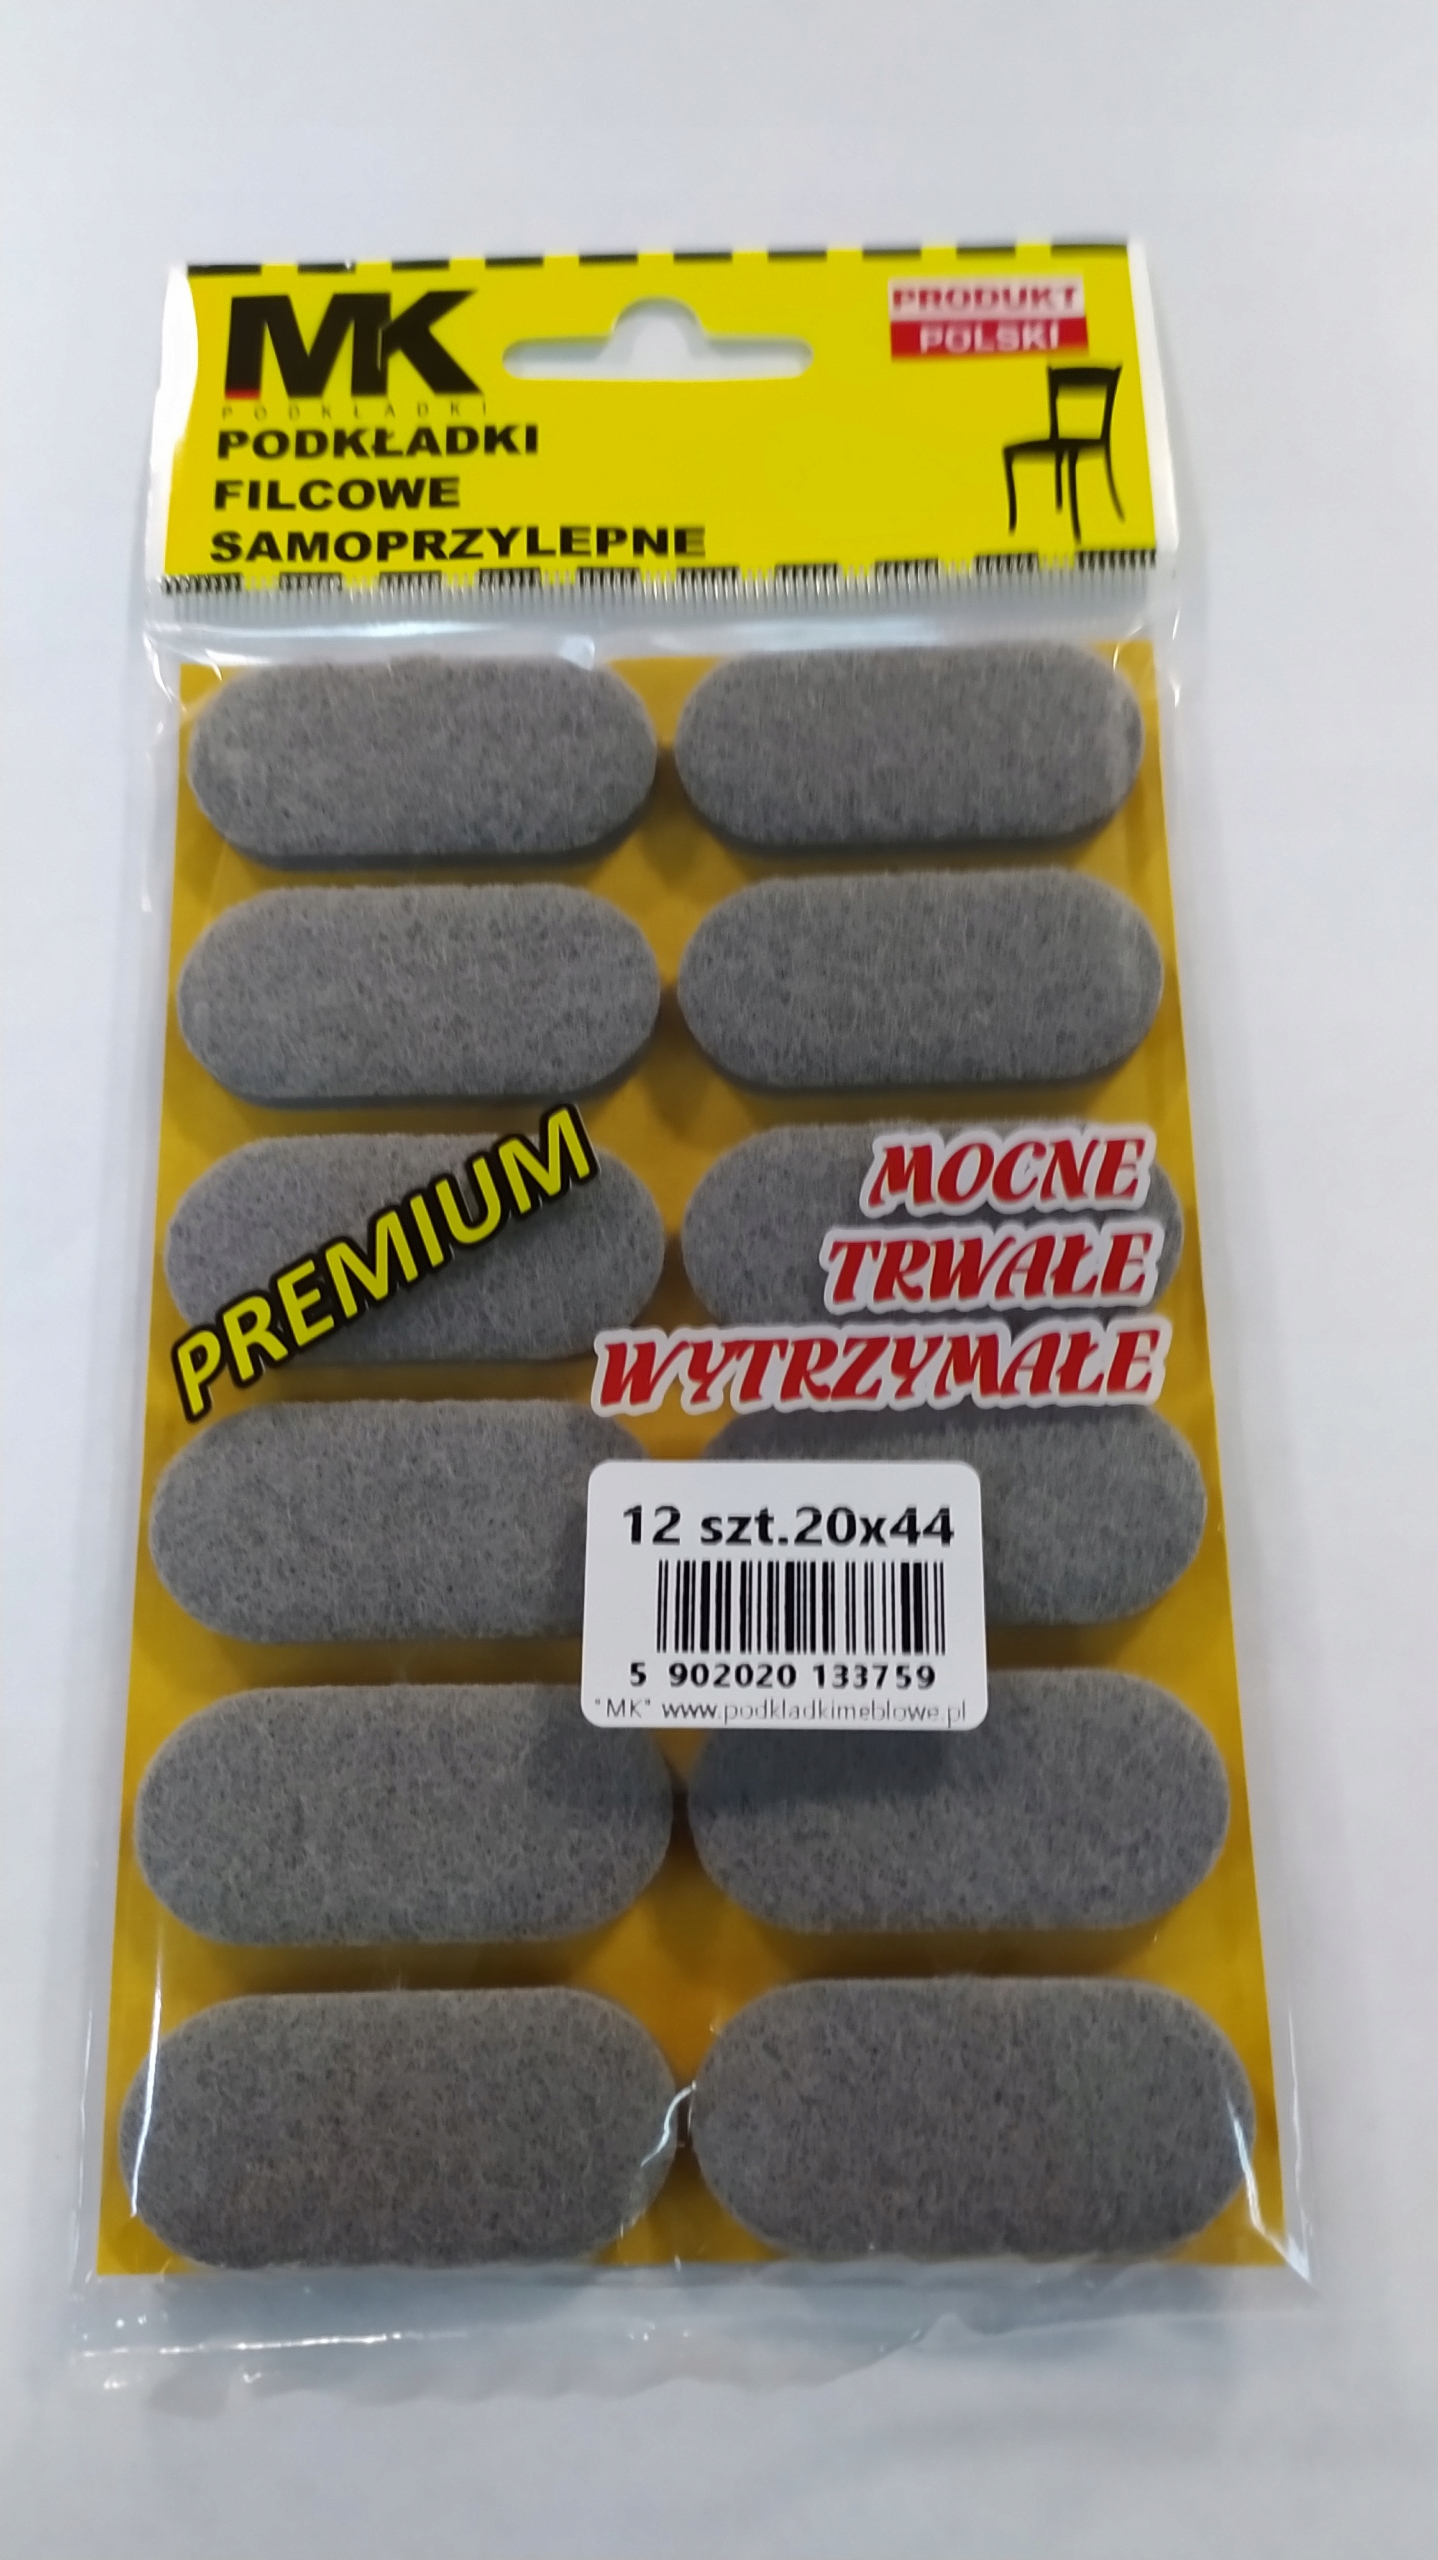 MK
PODKŁADKI
PODKŁADKI
FILCOWE
SAMOPRZYLEPNE
PRODUKT
POLSKI
PREMIUM
MOCNE
TRWAŁE
WYTRZYMAŁE
12 szt.20x44
5 902020 133759
"MK" www.podkladkimeblowe.pl